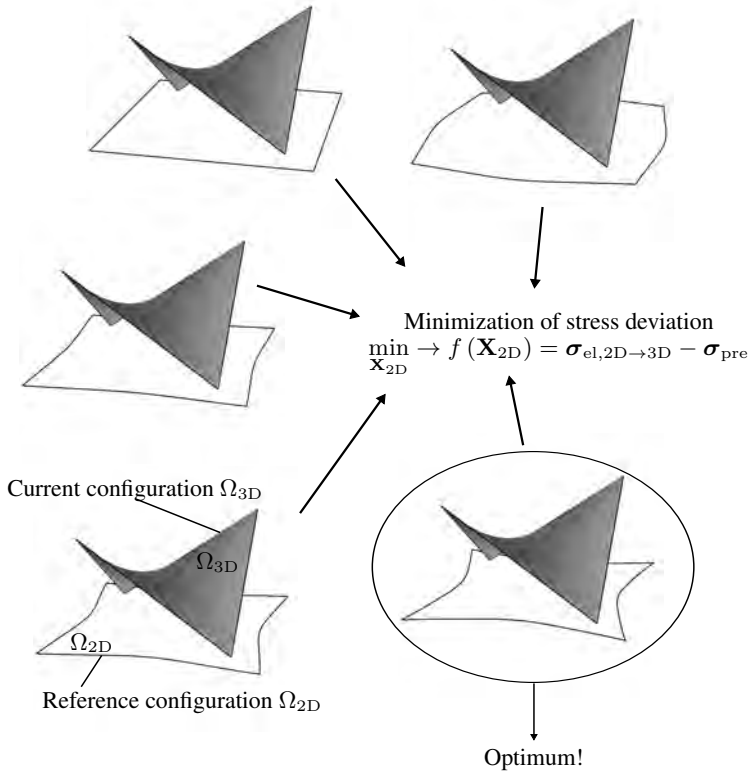 Minimization of stress deviation
min → f (X₂D) = σel,2D→3D − σpre
X₂D
Current configuration Ω3D
Ω3D
Ω2D
Reference configuration Ω2D
Optimum!